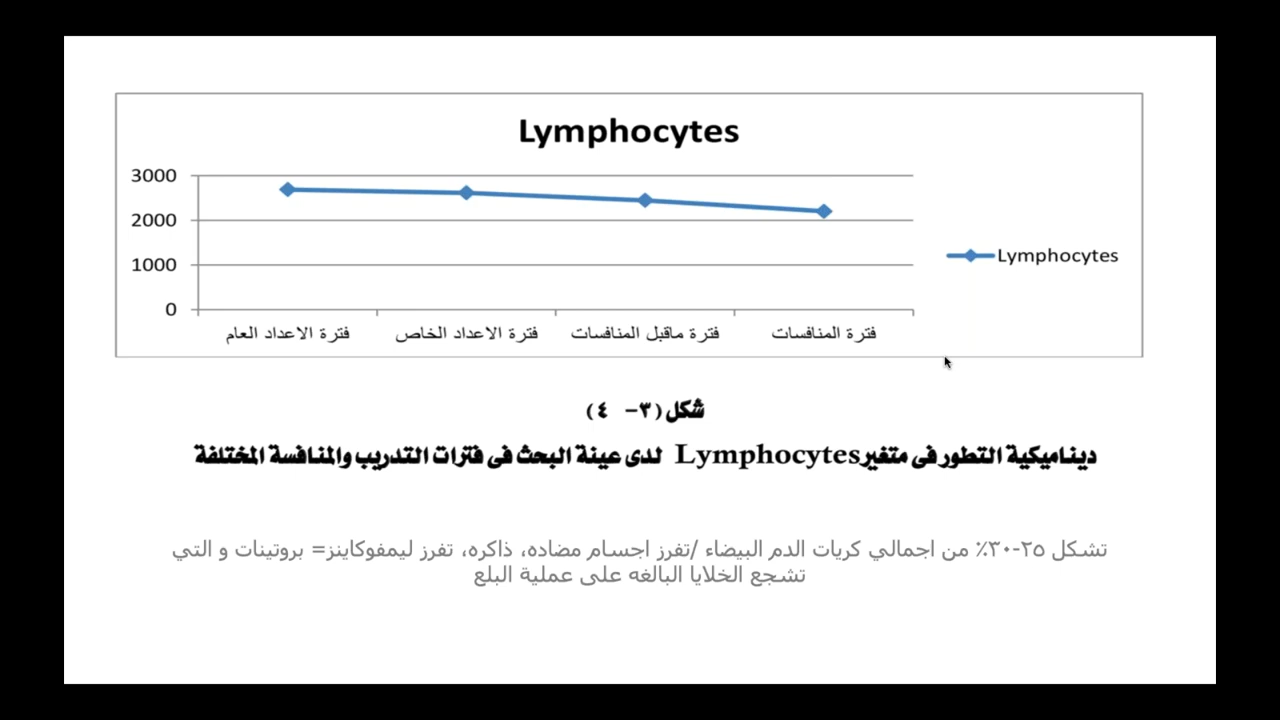 Lymphocytes
3000
2000
1000
0
فترة الاعداد العام
فترة الاعداد الخاص
فترة ماقبل المنافسات
فترة المنافسات
Lymphocytes
شكل (٣- ٤)
ديناميكية التطور فى متغير Lymphocytes لدى عينة البحث فى فترات التدريب والمنافسة المختلفة
تشكل ٢٥-٣٠٪ من اجمالي كريات الدم البيضاء /تفرز اجسام مضاده، ذاكره، تفرز ليمفوكاينز= بروتينات و التي
تشجع الخلايا البالغه على عملية البلع